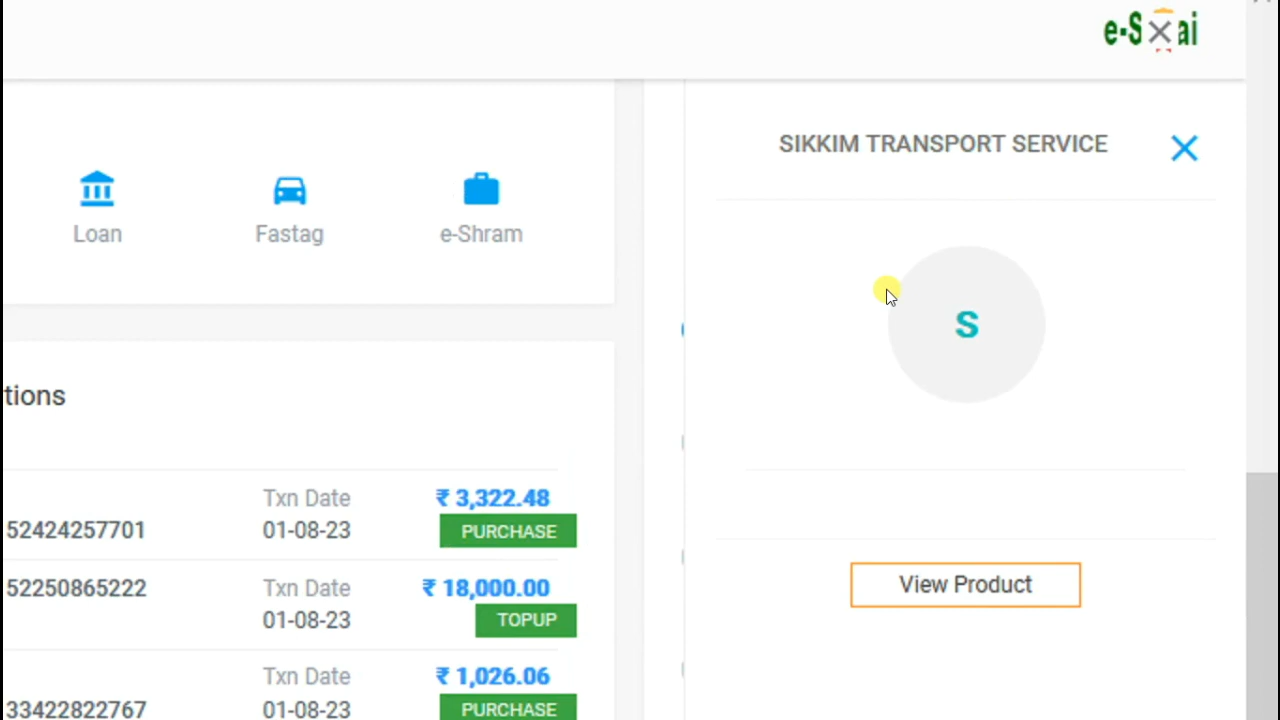 SIKKIM TRANSPORT SERVICE
Loan
Fastag
e-Shram
S
tions
Txn Date
₹ 3,322.48
52424257701
01-08-23
PURCHASE
Txn Date
₹ 18,000.00
52250865222
01-08-23
TOPUP
Txn Date
₹ 1,026.06
33422822767
01-08-23
PURCHASE
View Product